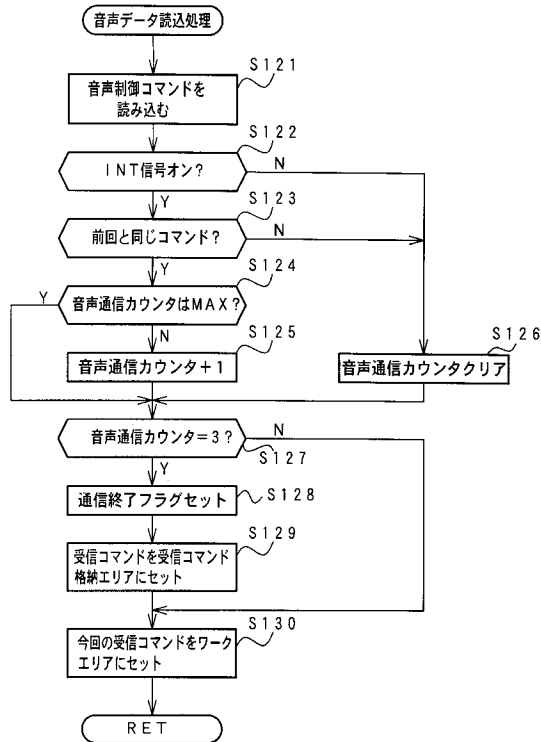 音声データ読込処理
S121
音声制御コマンドを
読み込む
S122
INT信号オン?
N
Y
S123
前回と同じコマンド?
N
Y
S124
Y
音声通信カウンタはMAX?
N
S125
音声通信カウンタ+1
S126
音声通信カウンタクリア
音声通信カウンタ=3?
N
S127
Y
通信終了フラグセット
S128
S129
受信コマンドを受信コマンド
格納エリアにセット
S130
今回の受信コマンドをワーク
エリアにセット
RET